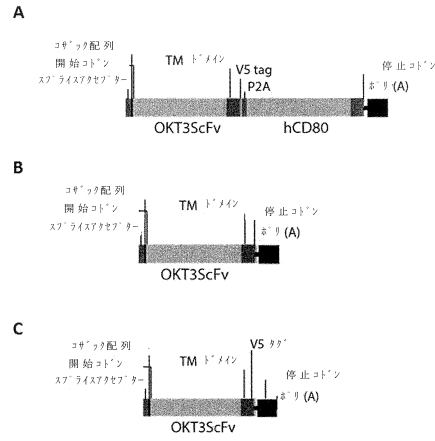 A
コザック配列
開始コドン
スプライスアクセプター
TM ドメイン
V5 tag
P2A
停止コドン
ポリ (A)
OKT3ScFv
hCD80
B
コザック配列
開始コドン
スプライスアクセプター
TM ドメイン
停止コドン
ポリ (A)
OKT3ScFv
C
コザック配列
開始コドン
スプライスアクセプター
TM ドメイン
V5 タグ
停止コドン
ポリ (A)
OKT3ScFv